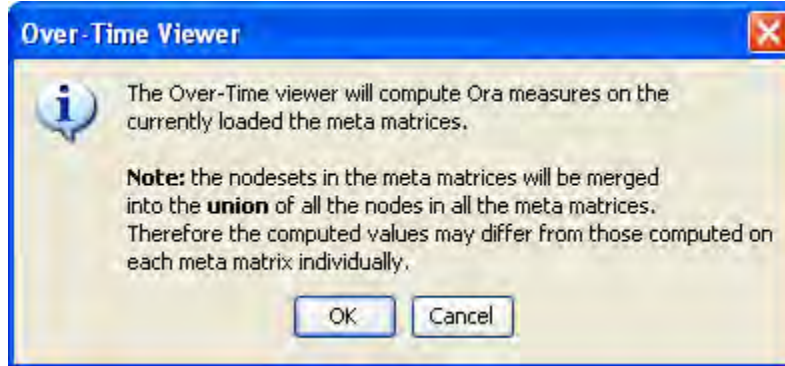 Over-Time Viewer
The Over-Time viewer will compute Ora measures on the
currently loaded the meta matrices.
Note: the nodesets in the meta matrices will be merged
into the union of all the nodes in all the meta matrices.
Therefore the computed values may differ from those computed on
each meta matrix individually.
OK
Cancel